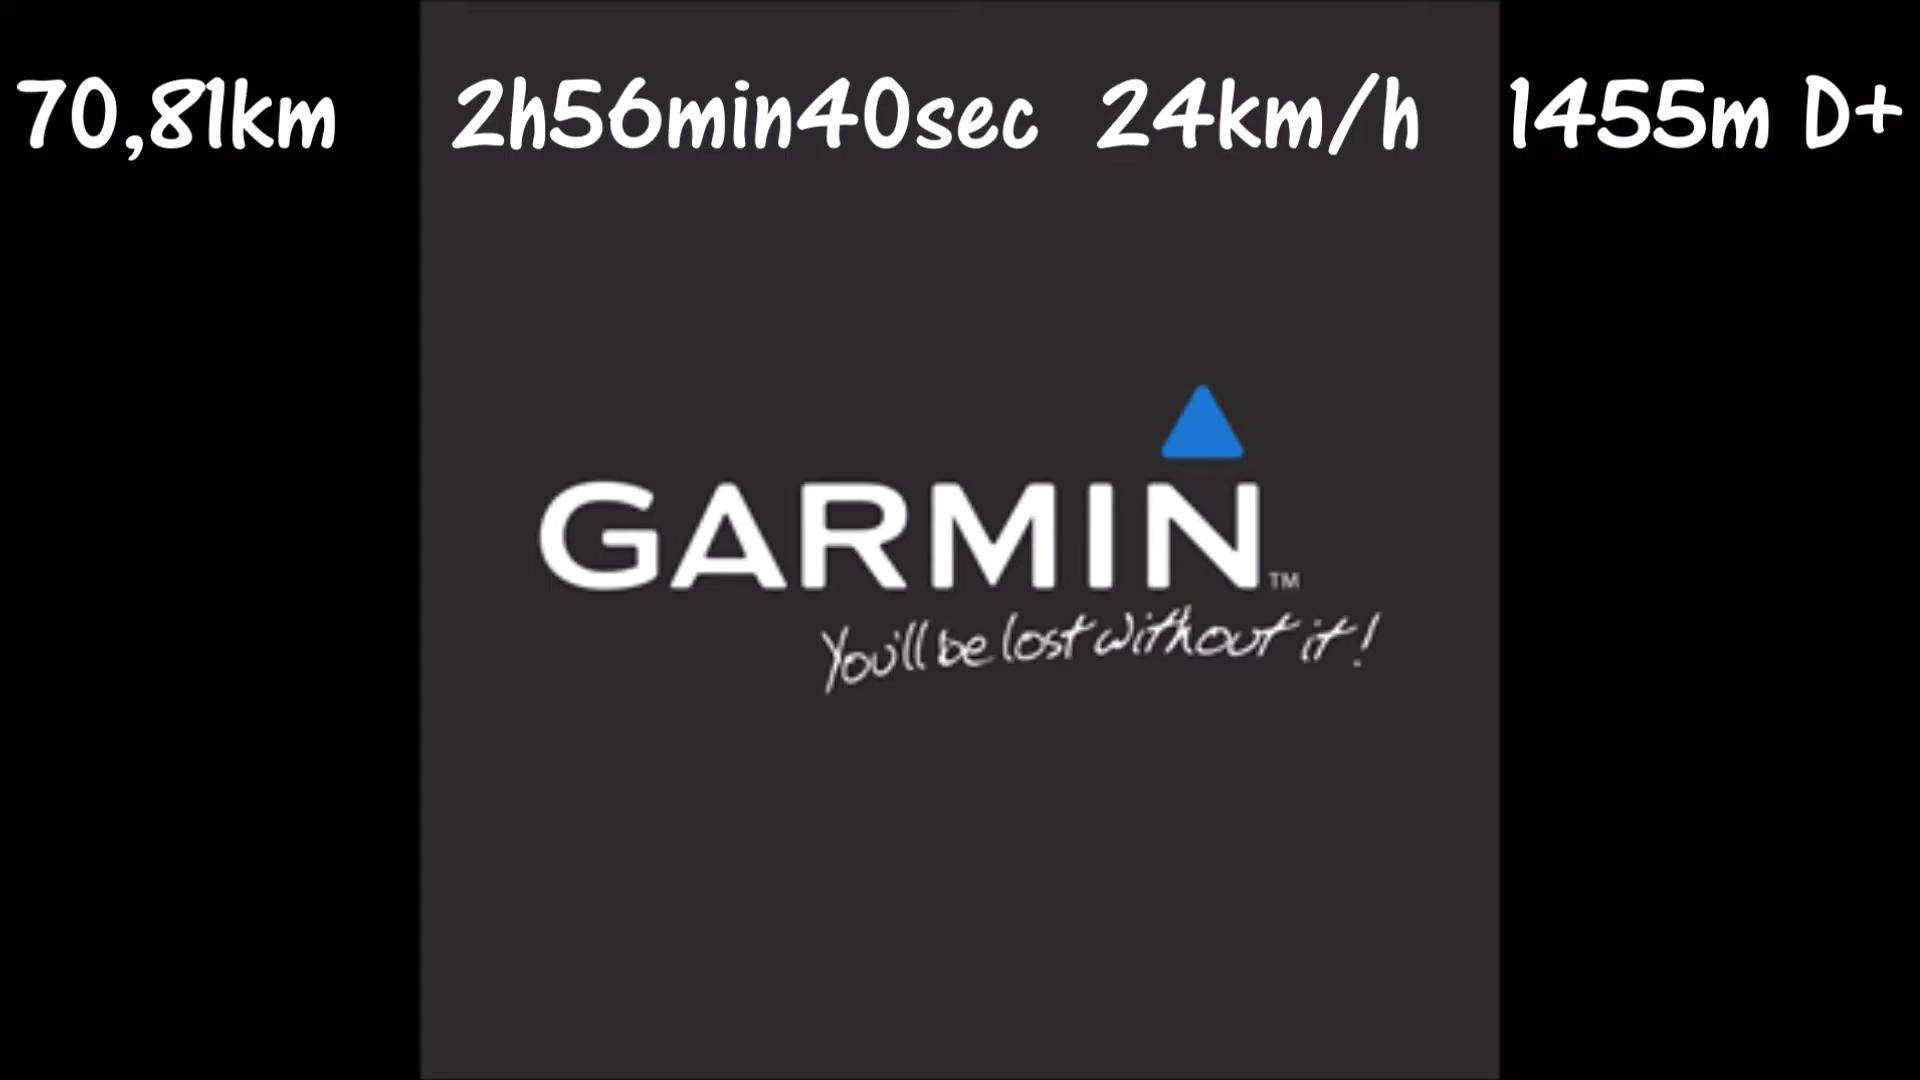 70,81km 2h56min40sec 24km/h 1455m D+
GARMIN™
You'll be lost without it!